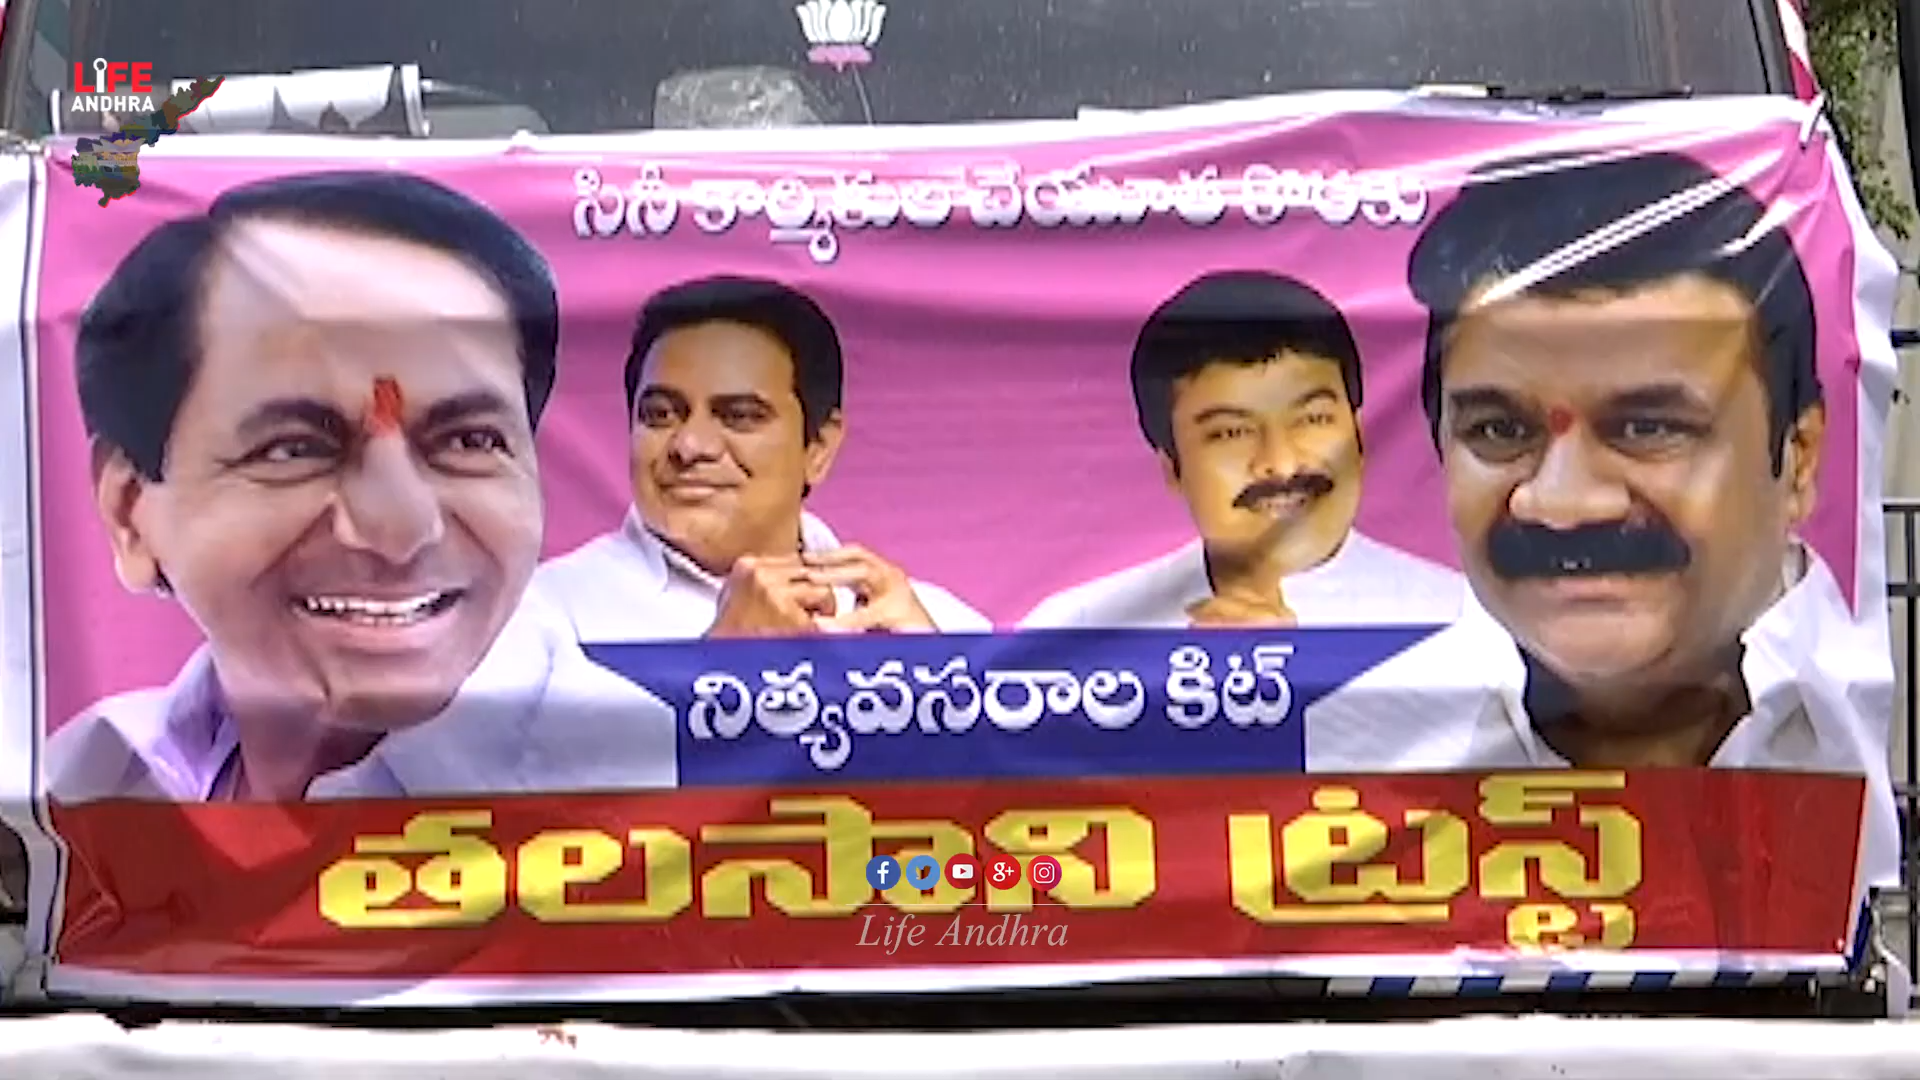 LIFE
ANDHRA
సినీ కార్మికుల చేయూత కొరకు
నిత్యవసరాల కిట్
తలసాని ట్రస్ట్
Life Andhra